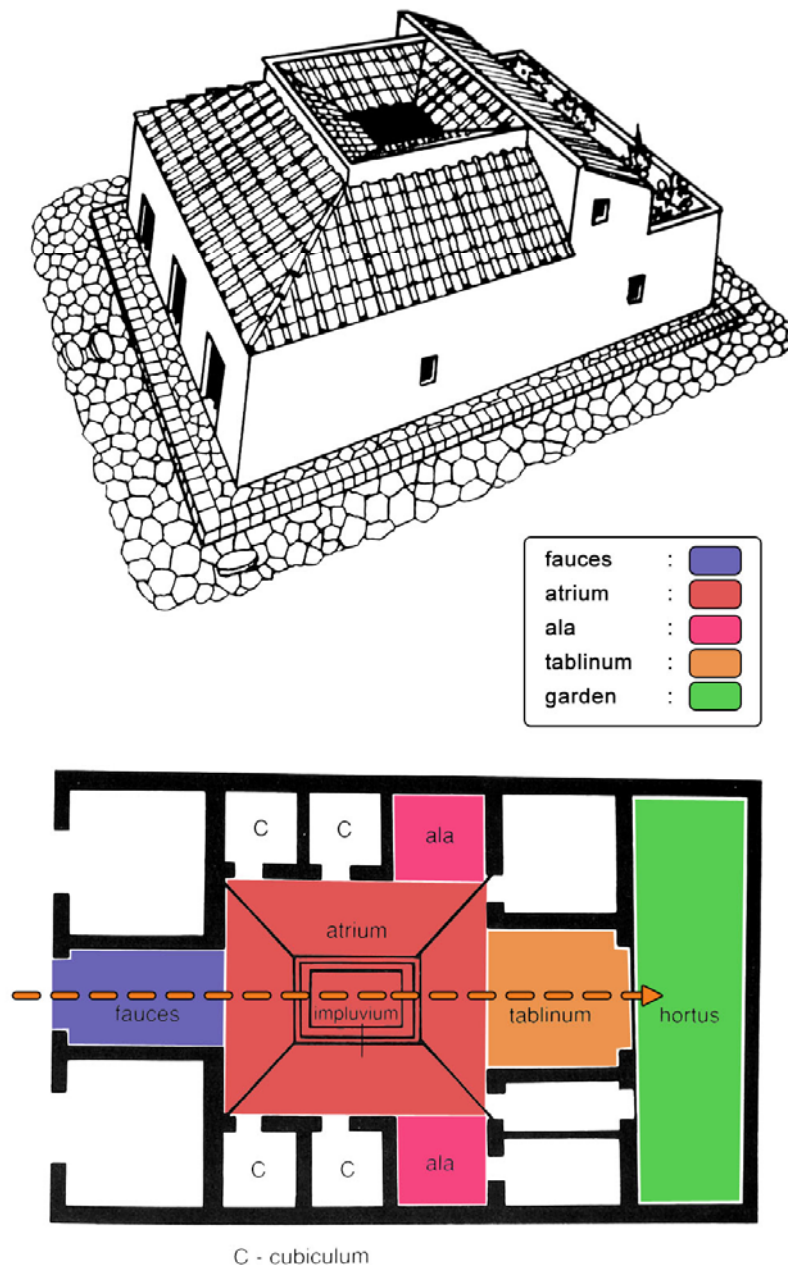 fauces :
atrium :
ala :
tablinum :
garden :
C
C
ala
atrium
fauces
impluvium
tablinum
hortus
C
C
ala
C - cubiculum